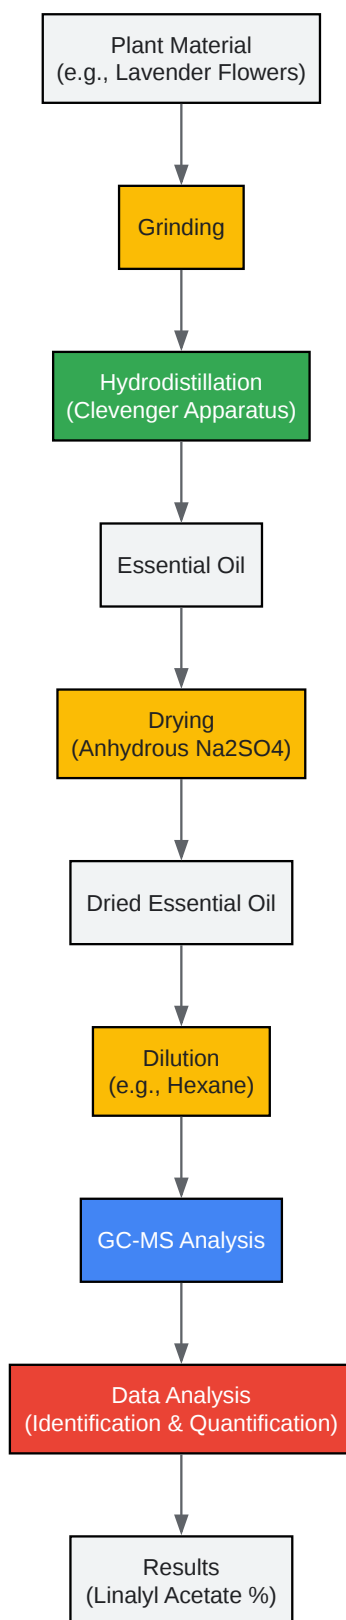 Plant Material
(e.g., Lavender Flowers)
Grinding
Hydrodistillation
(Clevenger Apparatus)
Essential Oil
Drying
(Anhydrous Na2SO4)
Dried Essential Oil
Dilution
(e.g., Hexane)
GC-MS Analysis
Data Analysis
(Identification & Quantification)
Results
(Linalyl Acetate %)